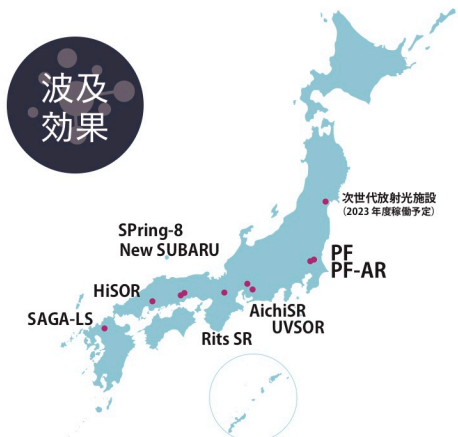 波及
効果
次世代放射光施設
（2023 年度稼働予定）
SPring-8
New SUBARU
PF
PF-AR
HiSOR
SAGA-LS
AichiSR
UVSOR
Rits SR